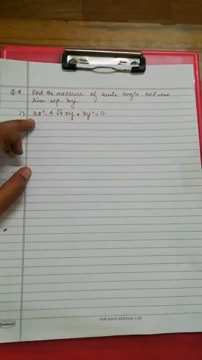 Q.4 Find the measure of acute angle between
lines rep. by
i) 3x² - 4√3 xy + 3y² = 0